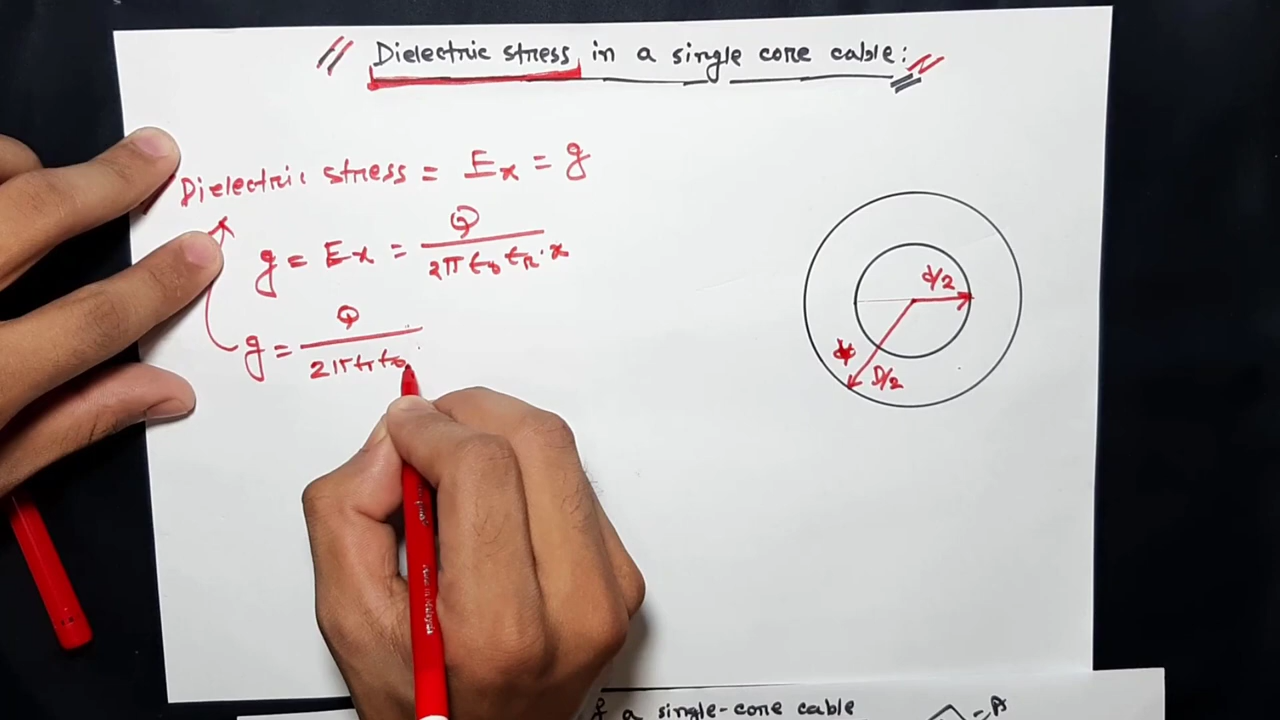 Dielectric stress in a single core cable:
Dielectric stress = Ex = g
g = Ex = Q / 2π ϵ0 ϵr . x
g = Q / 2π ϵr ϵ0
d/2
D/2
a single-core cable
A